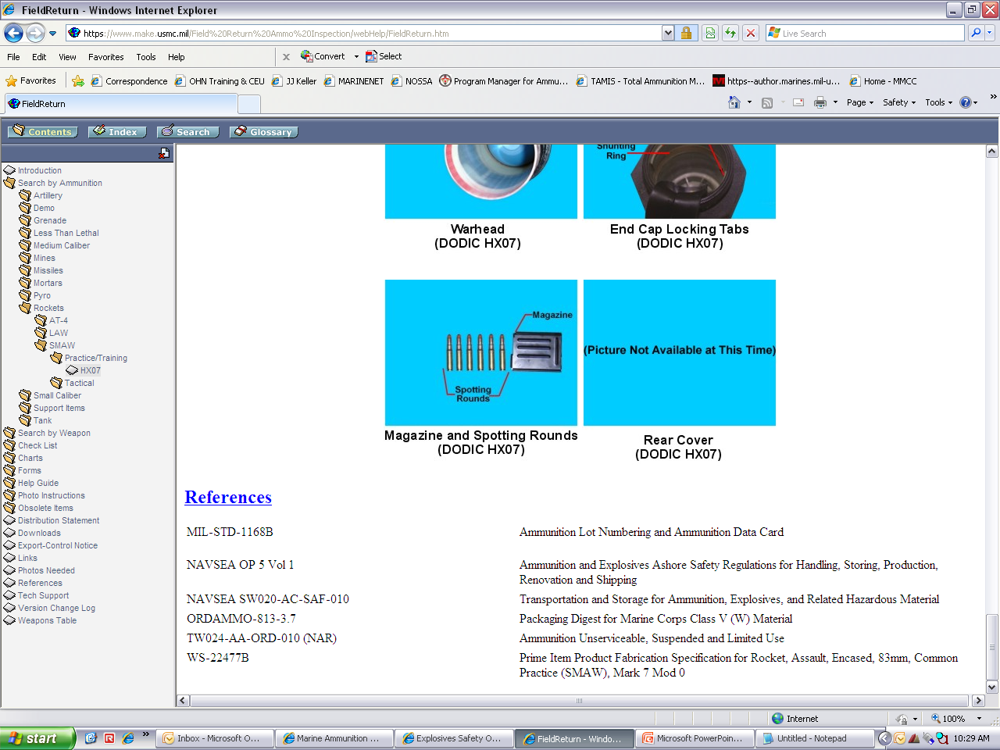 FieldReturn - Windows Internet Explorer
https://www.make.usmc.mil/Field%20Return%20Ammo%20Inspection/webHelp/FieldReturn.htm
Live Search
File Edit View Favorites Tools Help
Convert Select
Favorites Correspondence OHN Training & CEU JJ Keller MARINENET NOSSA Program Manager for Ammu... TAMIS - Total Ammunition M... https--author.marines.mil-u... Home - MMCC
FieldReturn
Page Safety Tools
Contents Index Search Glossary
Introduction
Search by Ammunition
Artillery
Demo
Grenade
Less Than Lethal
Medium Caliber
Mines
Missiles
Mortars
Pyro
Rockets
AT-4
LAW
SMAW
Practice/Training
HX07
Tactical
Small Caliber
Support Items
Tank
Search by Weapon
Check List
Charts
Forms
Help Guide
Photo Instructions
Obsolete Items
Distribution Statement
Downloads
Export-Control Notice
Links
Photos Needed
References
Tech Support
Version Change Log
Weapons Table
Shunting
Ring
Warhead
(DODIC HX07)
End Cap Locking Tabs
(DODIC HX07)
Magazine
Spotting
Rounds
(Picture Not Available at This Time)
Magazine and Spotting Rounds
(DODIC HX07)
Rear Cover
(DODIC HX07)
References
MIL-STD-1168B Ammunition Lot Numbering and Ammunition Data Card
NAVSEA OP 5 Vol 1 Ammunition and Explosives Ashore Safety Regulations for Handling, Storing, Production,
Renovation and Shipping
NAVSEA SW020-AC-SAF-010 Transportation and Storage for Ammunition, Explosives, and Related Hazardous Material
ORDAMMO-813-3.7 Packaging Digest for Marine Corps Class V (W) Material
TW024-AA-ORD-010 (NAR) Ammunition Unserviceable, Suspended and Limited Use
WS-22477B Prime Item Product Fabrication Specification for Rocket, Assault, Encased, 83mm, Common
Practice (SMAW), Mark 7 Mod 0
Internet 100%
start Inbox - Microsoft O... Marine Ammunition ... Explosives Safety O... FieldReturn - Windo... Microsoft PowerPoin... Untitled - Notepad 10:29 AM